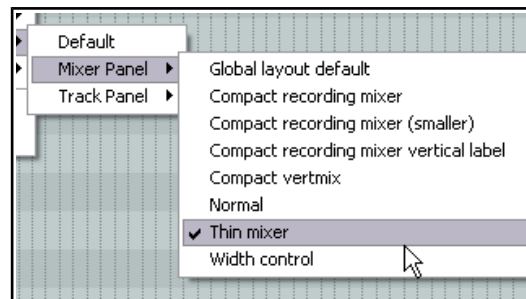 Default
Mixer Panel
Track Panel
Global layout default
Compact recording mixer
Compact recording mixer (smaller)
Compact recording mixer vertical label
Compact vertmix
Normal
Thin mixer
Width control